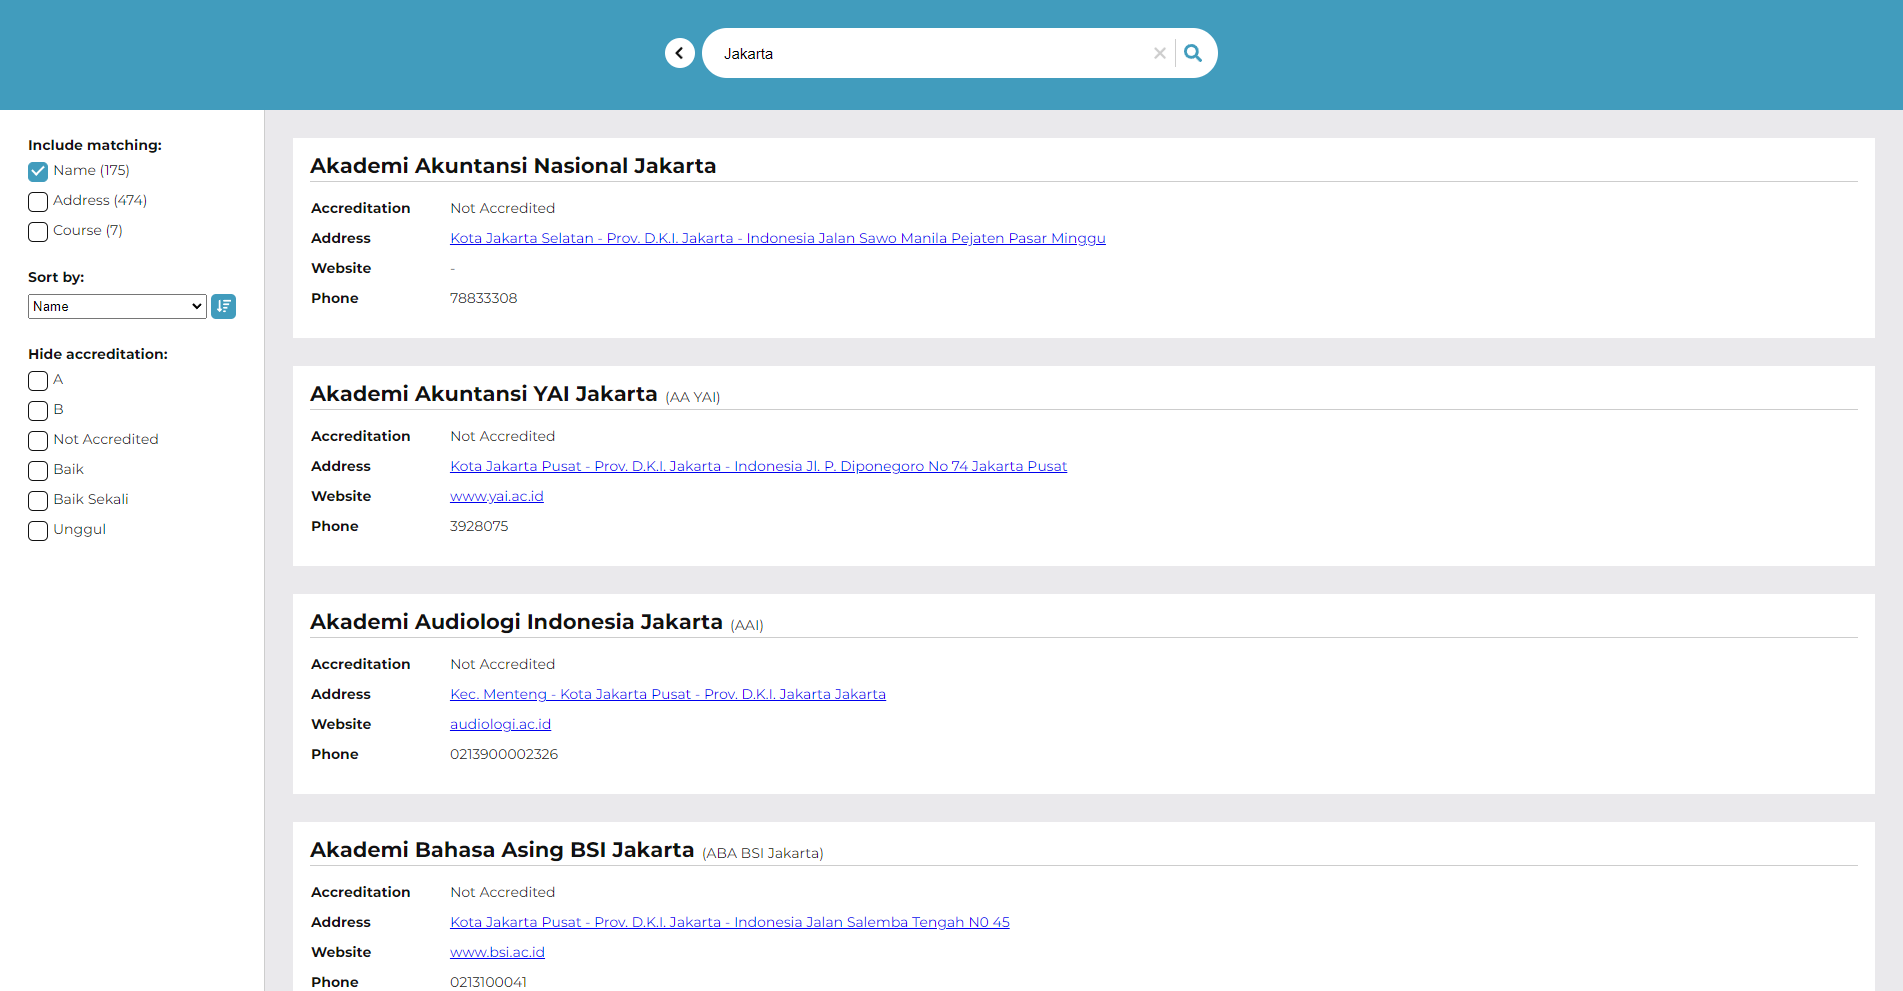 Jakarta
Include matching:
Name (175)
Address (474)
Course (7)
Sort by:
Name
Hide accreditation:
A
B
Not Accredited
Baik
Baik Sekali
Unggul
Akademi Akuntansi Nasional Jakarta
Accreditation Not Accredited
Address Kota Jakarta Selatan - Prov. D.K.I. Jakarta - Indonesia Jalan Sawo Manila Pejaten Pasar Minggu
Website -
Phone 78833308
Akademi Akuntansi YAI Jakarta (AA YAI)
Accreditation Not Accredited
Address Kota Jakarta Pusat - Prov. D.K.I. Jakarta - Indonesia Jl. P. Diponegoro No 74 Jakarta Pusat
Website www.yai.ac.id
Phone 3928075
Akademi Audiologi Indonesia Jakarta (AAI)
Accreditation Not Accredited
Address Kec. Menteng - Kota Jakarta Pusat - Prov. D.K.I. Jakarta Jakarta
Website audiologi.ac.id
Phone 0213900002326
Akademi Bahasa Asing BSI Jakarta (ABA BSI Jakarta)
Accreditation Not Accredited
Address Kota Jakarta Pusat - Prov. D.K.I. Jakarta - Indonesia Jalan Salemba Tengah N0 45
Website www.bsi.ac.id
Phone 0213100041